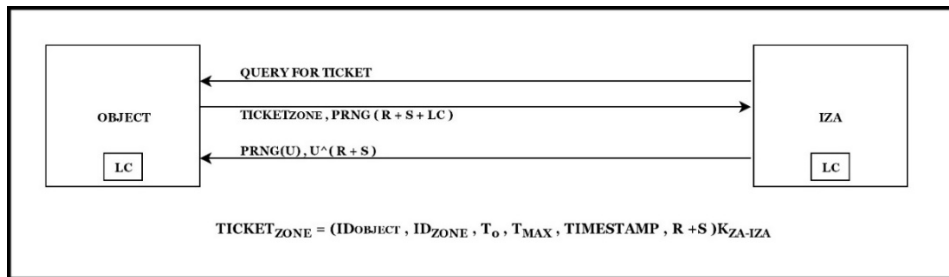 QUERY FOR TICKET
OBJECT
TICKETZONE , PRNG ( R + S + LC )
IZA
PRNG(U) , U^( R + S )
LC
LC
TICKETZONE = (IDOBJECT , IDZONE , To , TMAX , TIMESTAMP , R +S )KZA-IZA